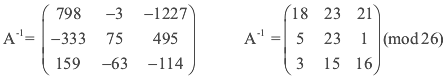 A⁻¹ = ( 798 −3 −1227 ; −333 75 495 ; 159 −63 −114 )
A⁻¹ = ( 18 23 21 ; 5 23 1 ; 3 15 16 ) (mod 26)